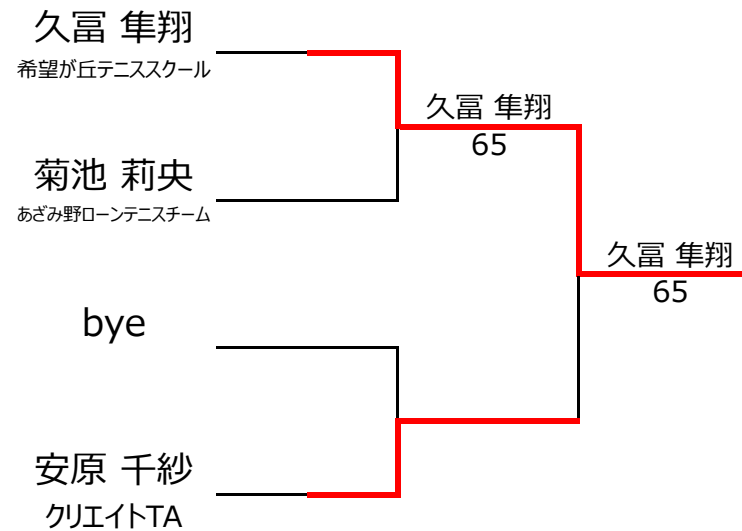 久冨 隼翔
希望が丘テニススクール
久冨 隼翔
65
菊池 莉央
あざみ野ローンテニスチーム
久冨 隼翔
65
bye
安原 千紗
クリエイトTA